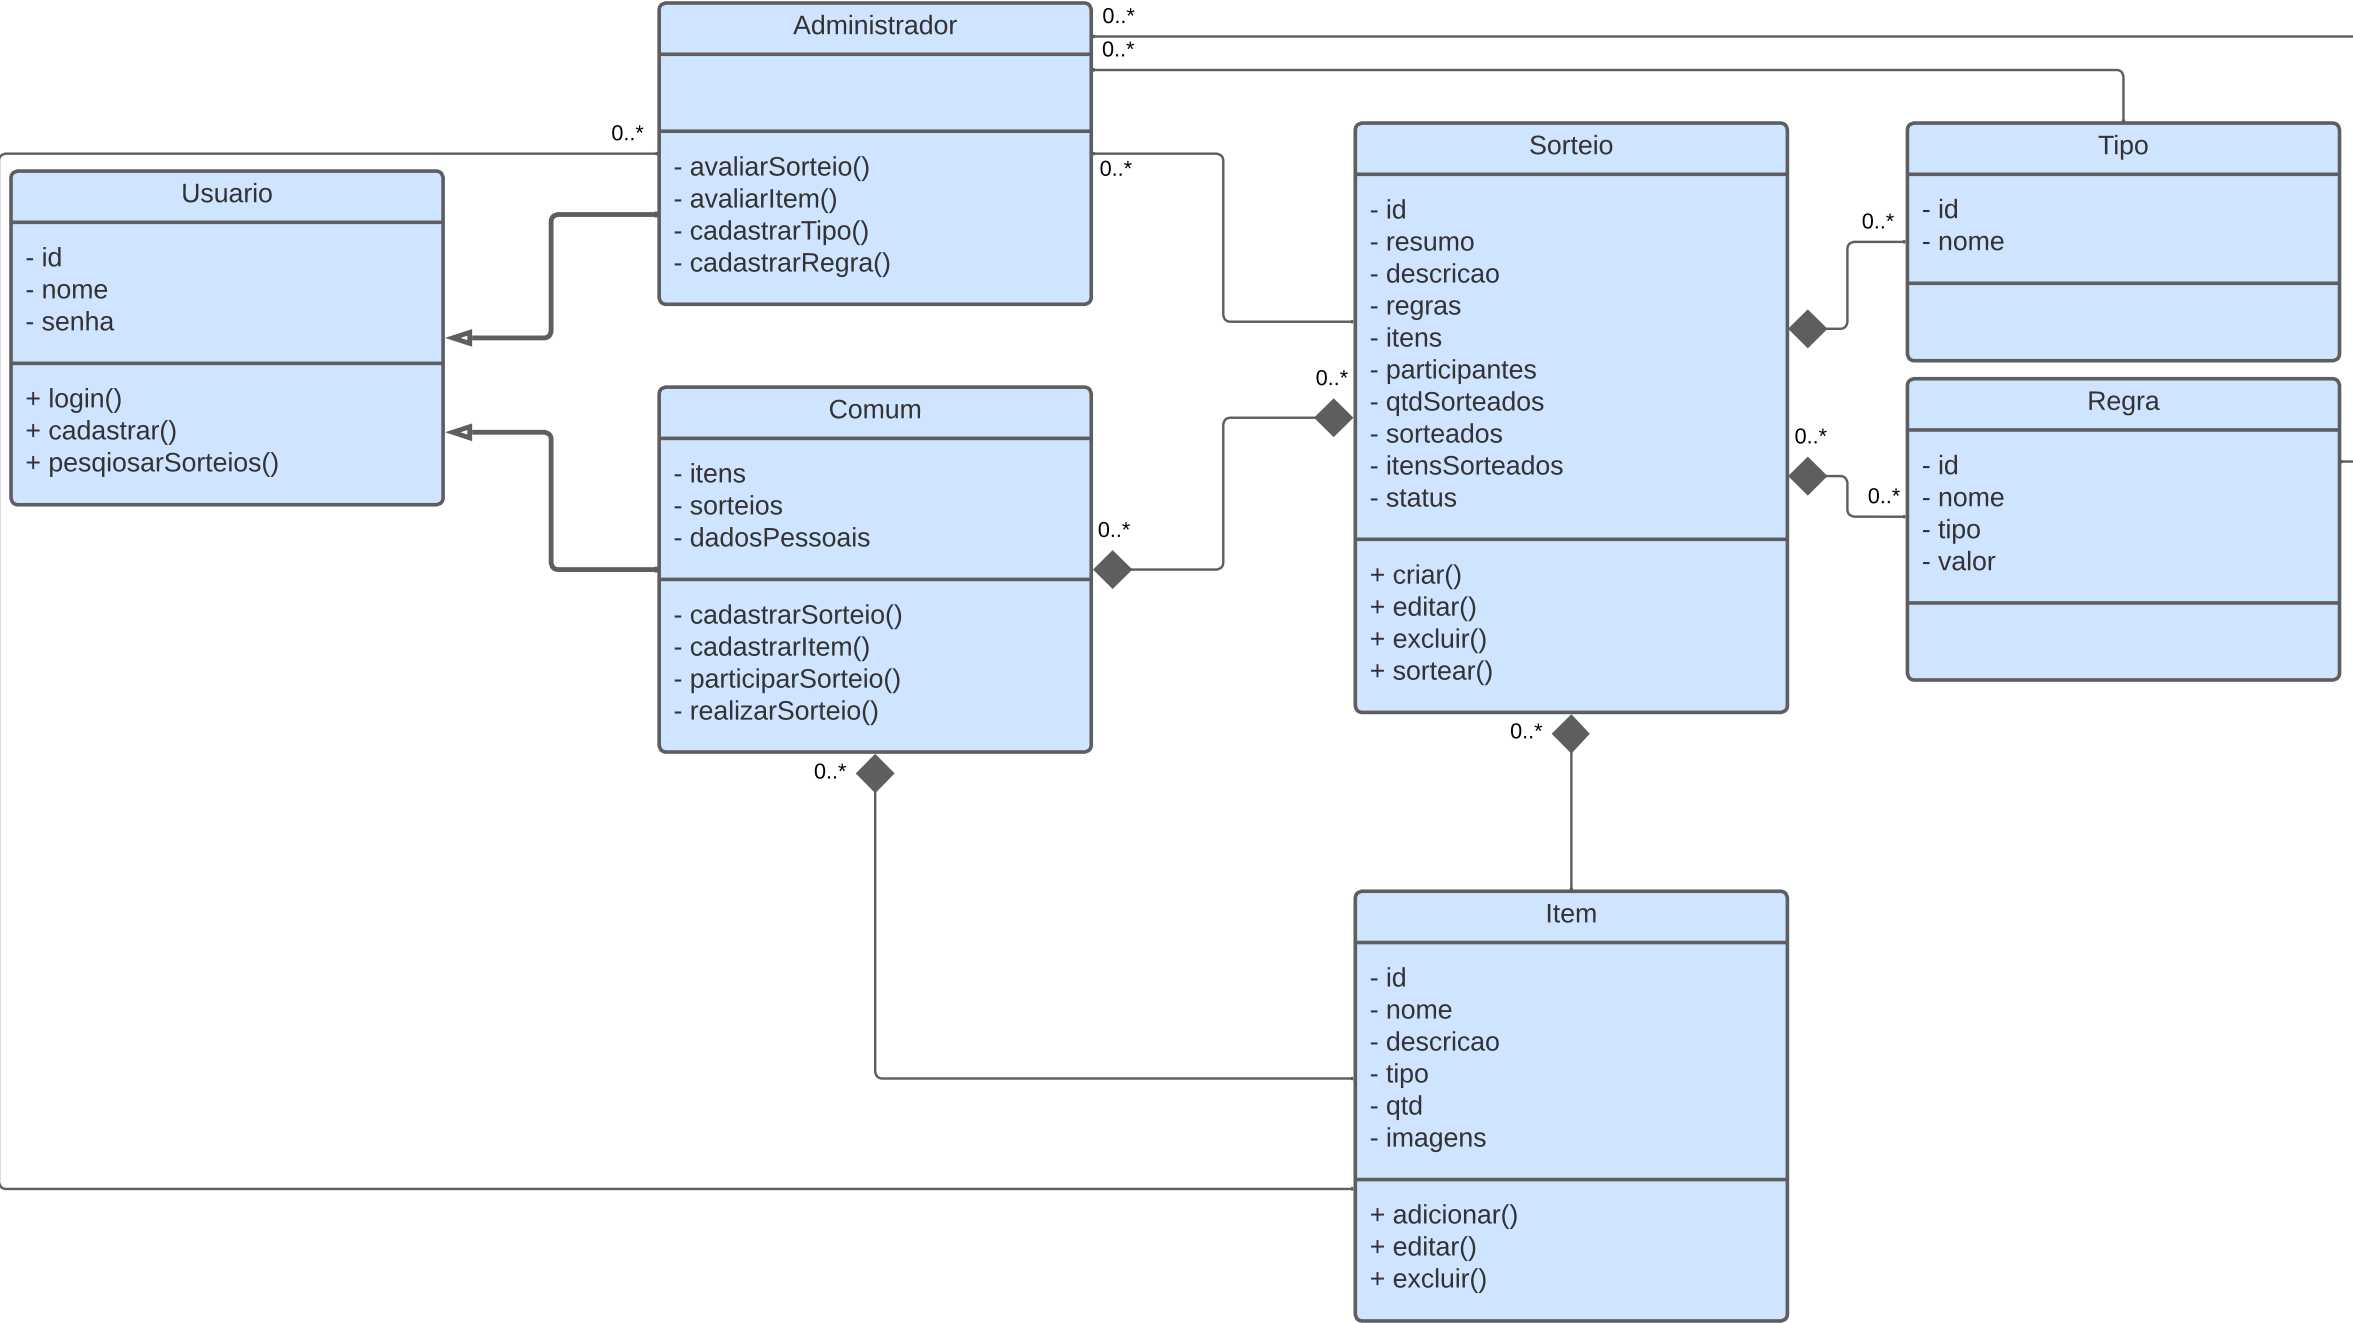 Administrador
- avaliarSorteio()
- avaliarItem()
- cadastrarTipo()
- cadastrarRegra()
0..*
0..*
0..*
0..*
Usuario
- id
- nome
- senha
+ login()
+ cadastrar()
+ pesqiosarSorteios()
Comum
- itens
- sorteios
- dadosPessoais
- cadastrarSorteio()
- cadastrarItem()
- participarSorteio()
- realizarSorteio()
0..*
0..*
0..*
Sorteio
- id
- resumo
- descricao
- regras
- itens
- participantes
- qtdSorteados
- sorteados
- itensSorteados
- status
+ criar()
+ editar()
+ excluir()
+ sortear()
0..*
0..*
0..*
0..*
Tipo
- id
- nome
Regra
- id
- nome
- tipo
- valor
Item
- id
- nome
- descricao
- tipo
- qtd
- imagens
+ adicionar()
+ editar()
+ excluir()